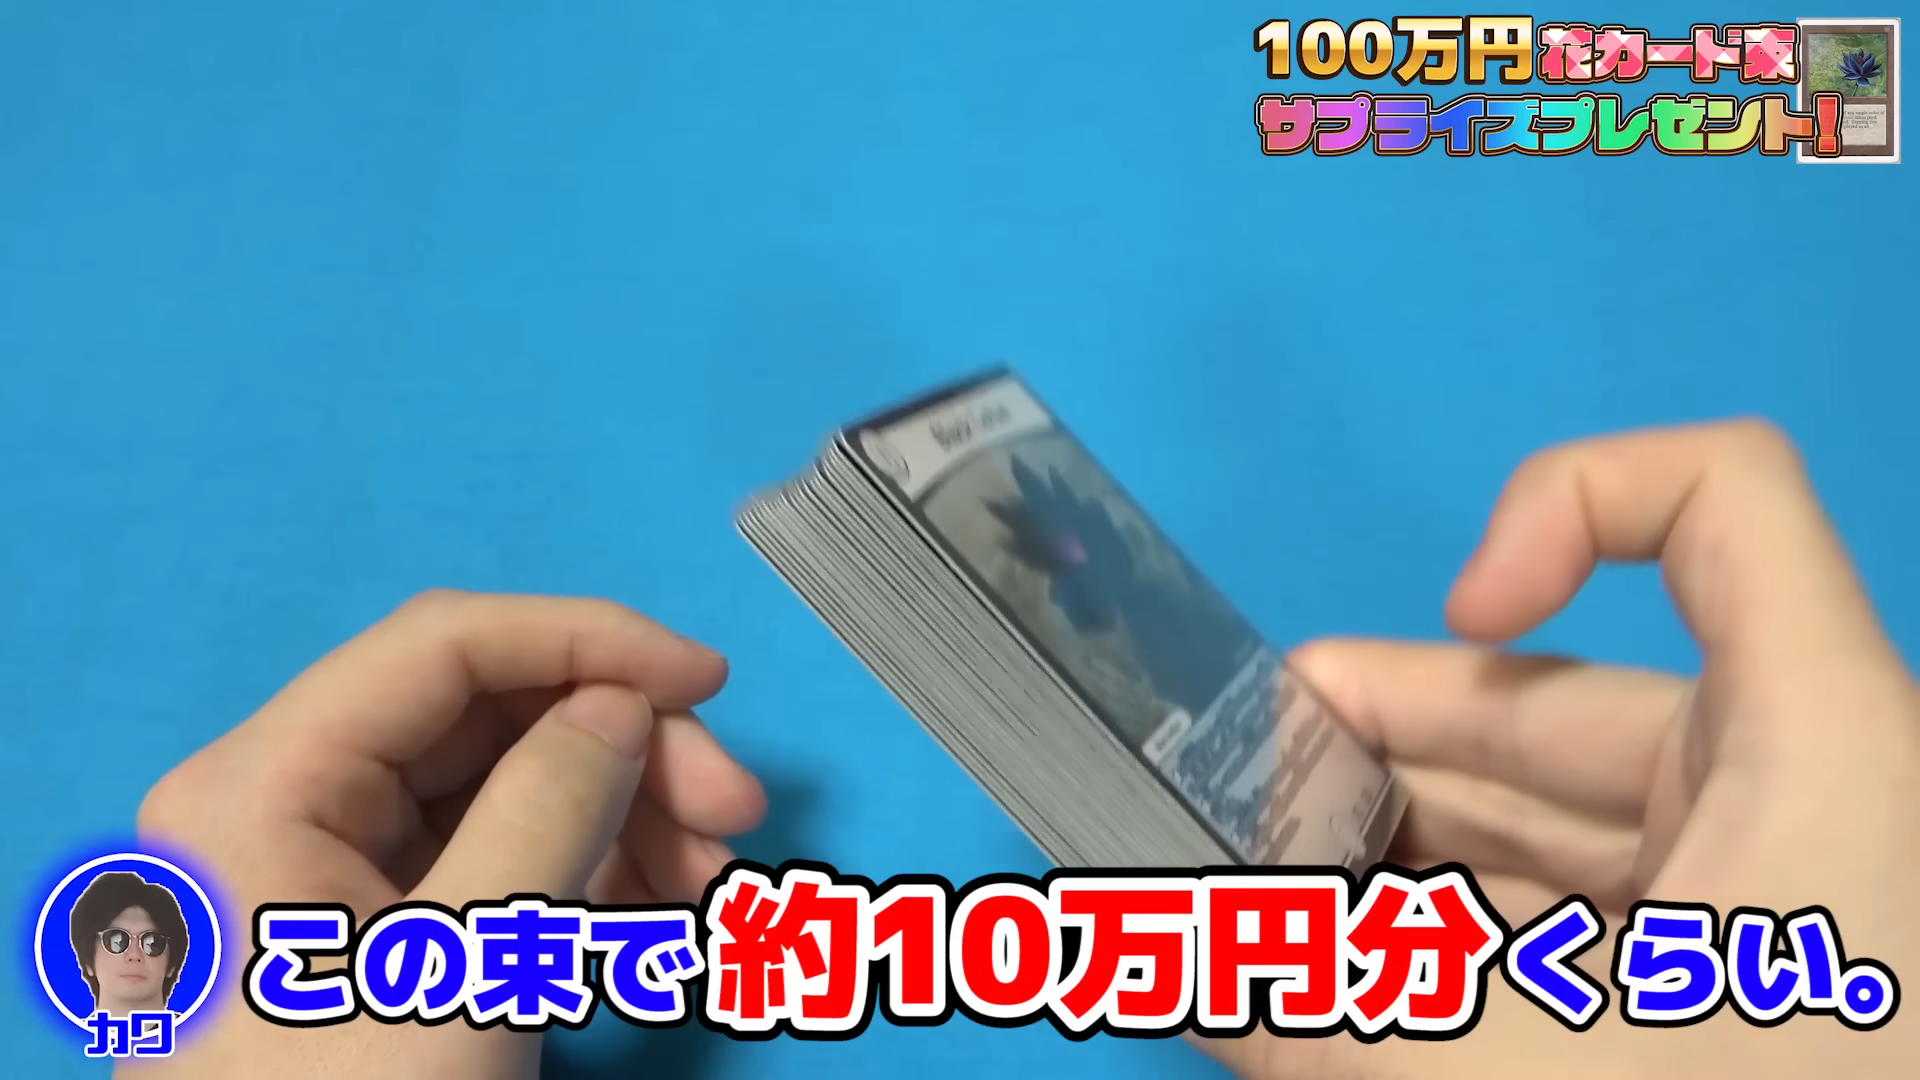 100万円花カード束
サプライズプレゼント!
カワ
この束で約10万円分くらい。